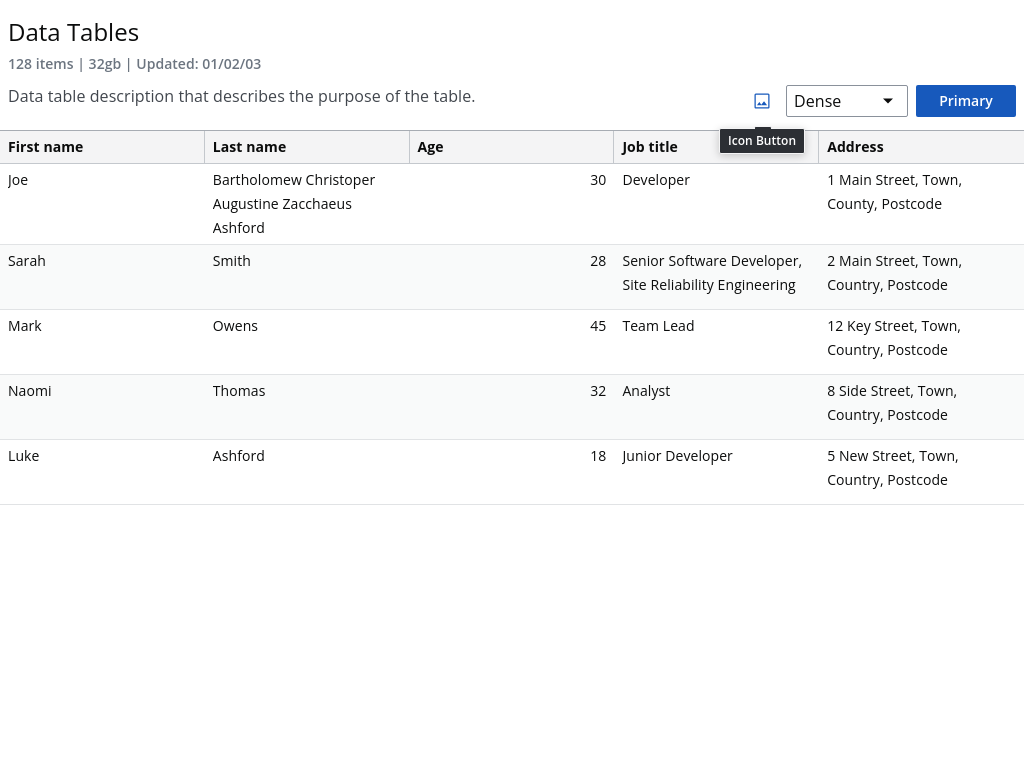 Data Tables
128 items | 32gb | Updated: 01/02/03
Data table description that describes the purpose of the table.
Dense
Primary
Icon Button
First name
Last name
Age
Job title
Address
Joe
Bartholomew Christoper
Augustine Zacchaeus
Ashford
30
Developer
1 Main Street, Town,
County, Postcode
Sarah
Smith
28
Senior Software Developer,
Site Reliability Engineering
2 Main Street, Town,
Country, Postcode
Mark
Owens
45
Team Lead
12 Key Street, Town,
Country, Postcode
Naomi
Thomas
32
Analyst
8 Side Street, Town,
Country, Postcode
Luke
Ashford
18
Junior Developer
5 New Street, Town,
Country, Postcode